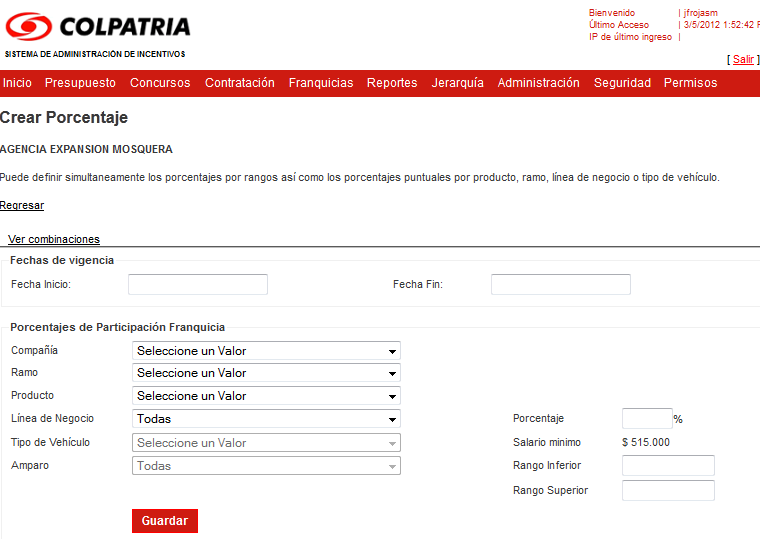 COLPATRIA
SISTEMA DE ADMINISTRACIÓN DE INCENTIVOS
Bienvenido | jfrojasm
Último Acceso | 3/5/2012 1:52:42
IP de último ingreso |
[ Salir ]
Inicio Presupuesto Concursos Contratación Franquicias Reportes Jerarquía Administración Seguridad Permisos
Crear Porcentaje
AGENCIA EXPANSION MOSQUERA
Puede definir simultaneamente los porcentajes por rangos así como los porcentajes puntuales por producto, ramo, línea de negocio o tipo de vehículo.
Regresar
Ver combinaciones
Fechas de vigencia
Fecha Inicio: Fecha Fin:
Porcentajes de Participación Franquicia
Compañía Seleccione un Valor
Ramo Seleccione un Valor
Producto Seleccione un Valor
Línea de Negocio Todas Porcentaje %
Tipo de Vehículo Seleccione un Valor Salario minimo $ 515.000
Amparo Todas Rango Inferior
Rango Superior
Guardar